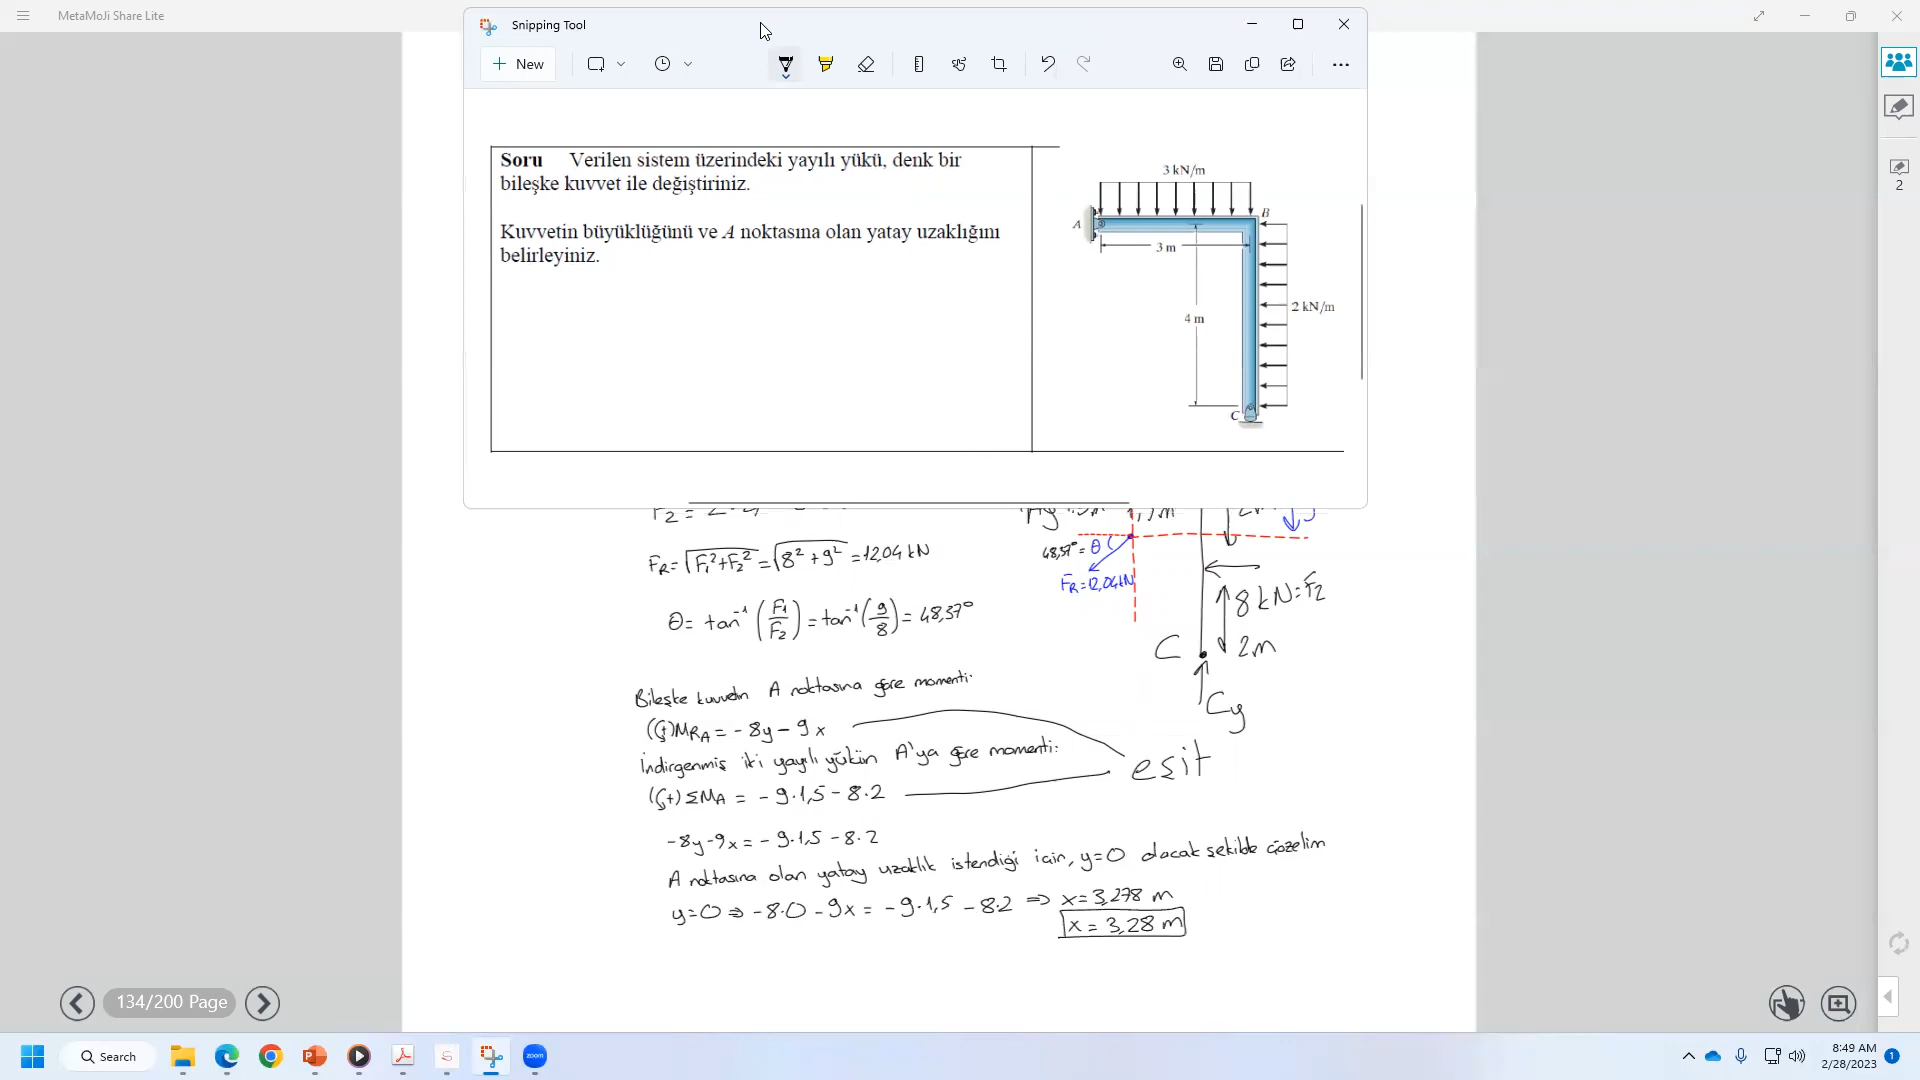 MetaMoJi Share Lite
Snipping Tool
New
Soru Verilen sistem üzerindeki yayılı yükü, denk bir
bileşke kuvvet ile değiştiriniz.
Kuvvetin büyüklüğünü ve A noktasına olan yatay uzaklığını
belirleyiniz.
3 kN/m
A
B
3 m
2 kN/m
4 m
C
2
F_R = √(F₁²+F₂²) = √(8²+9²) = 12,04 kN
48,37° = θ
F_R = 12,04kN
8 kN = F₂
θ = tan⁻¹(F₁/F₂) = tan⁻¹(9/8) = 48,37°
C
2m
Cy
Bileşke kuvvetin A noktasına göre momenti:
(↺+) M_RA = -8y - 9x
İndirgenmiş iki yayılı yükün A'ya göre momenti:
eşit
(↺+) ΣM_A = -9·1,5 - 8·2
-8y-9x = -9·1,5 - 8·2
A noktasına olan yatay uzaklık istendiği için, y=0 olacak şekilde çözelim
y=0 ⇒ -8·0 - 9x = -9·1,5 - 8·2 ⇒ x = 3,278 m
x = 3,28 m
134/200 Page
Search
zoom
8:49 AM
2/28/2023
1